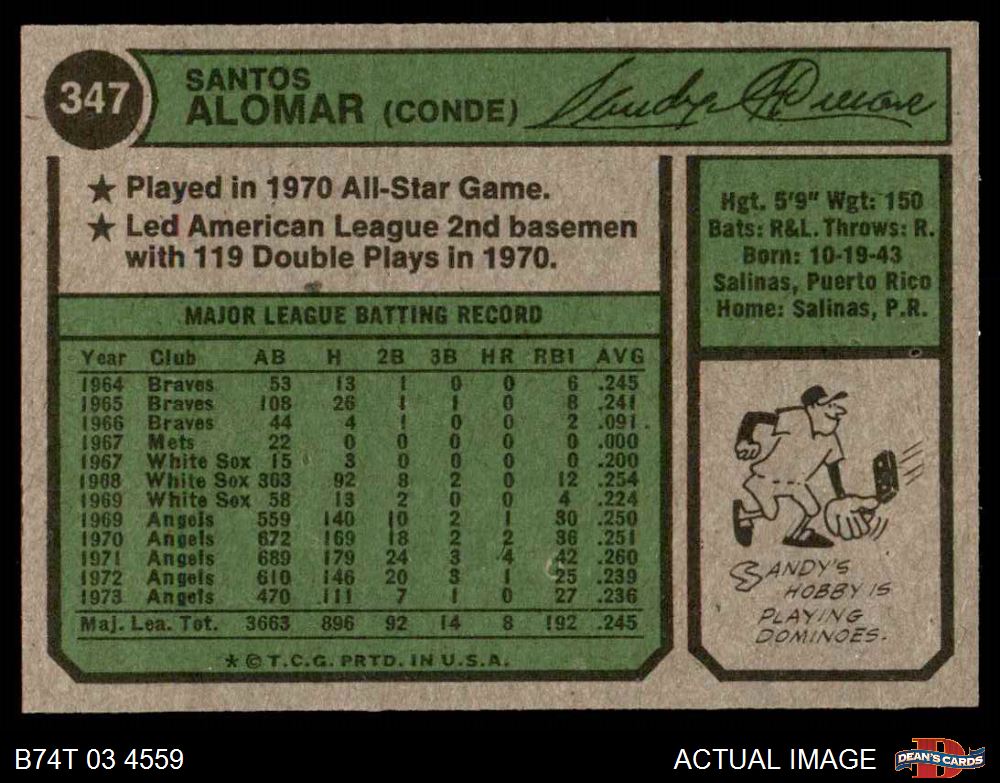 347
SANTOS
ALOMAR (CONDE)
Sandy Alomar
★ Played in 1970 All-Star Game.
★ Led American League 2nd basemen
with 119 Double Plays in 1970.
Hgt. 5'9" Wgt: 150
Bats: R&L. Throws: R.
Born: 10-19-43
Salinas, Puerto Rico
Home: Salinas, P.R.
MAJOR LEAGUE BATTING RECORD
Year Club AB H 2B 3B HR RBI AVG
1964 Braves 53 13 1 0 0 6 .245
1965 Braves 108 26 1 1 0 8 .241
1966 Braves 44 4 1 0 0 2 .091
1967 Mets 22 0 0 0 0 0 .000
1967 White Sox 15 3 0 0 0 0 .200
1968 White Sox 363 92 8 2 0 12 .254
1969 White Sox 58 13 2 0 0 4 .224
1969 Angels 559 140 10 2 1 30 .250
1970 Angels 672 169 18 2 2 36 .251
1971 Angels 689 179 24 3 4 42 .260
1972 Angels 610 146 20 3 1 25 .239
1973 Angels 470 111 7 1 0 27 .236
Maj. Lea. Tot. 3663 896 92 14 8 192 .245
★ © T.C.G. PRTD. IN U.S.A.
SANDY'S
HOBBY IS
PLAYING
DOMINOES.
B74T 03 4559
ACTUAL IMAGE
D
DEAN'S CARDS